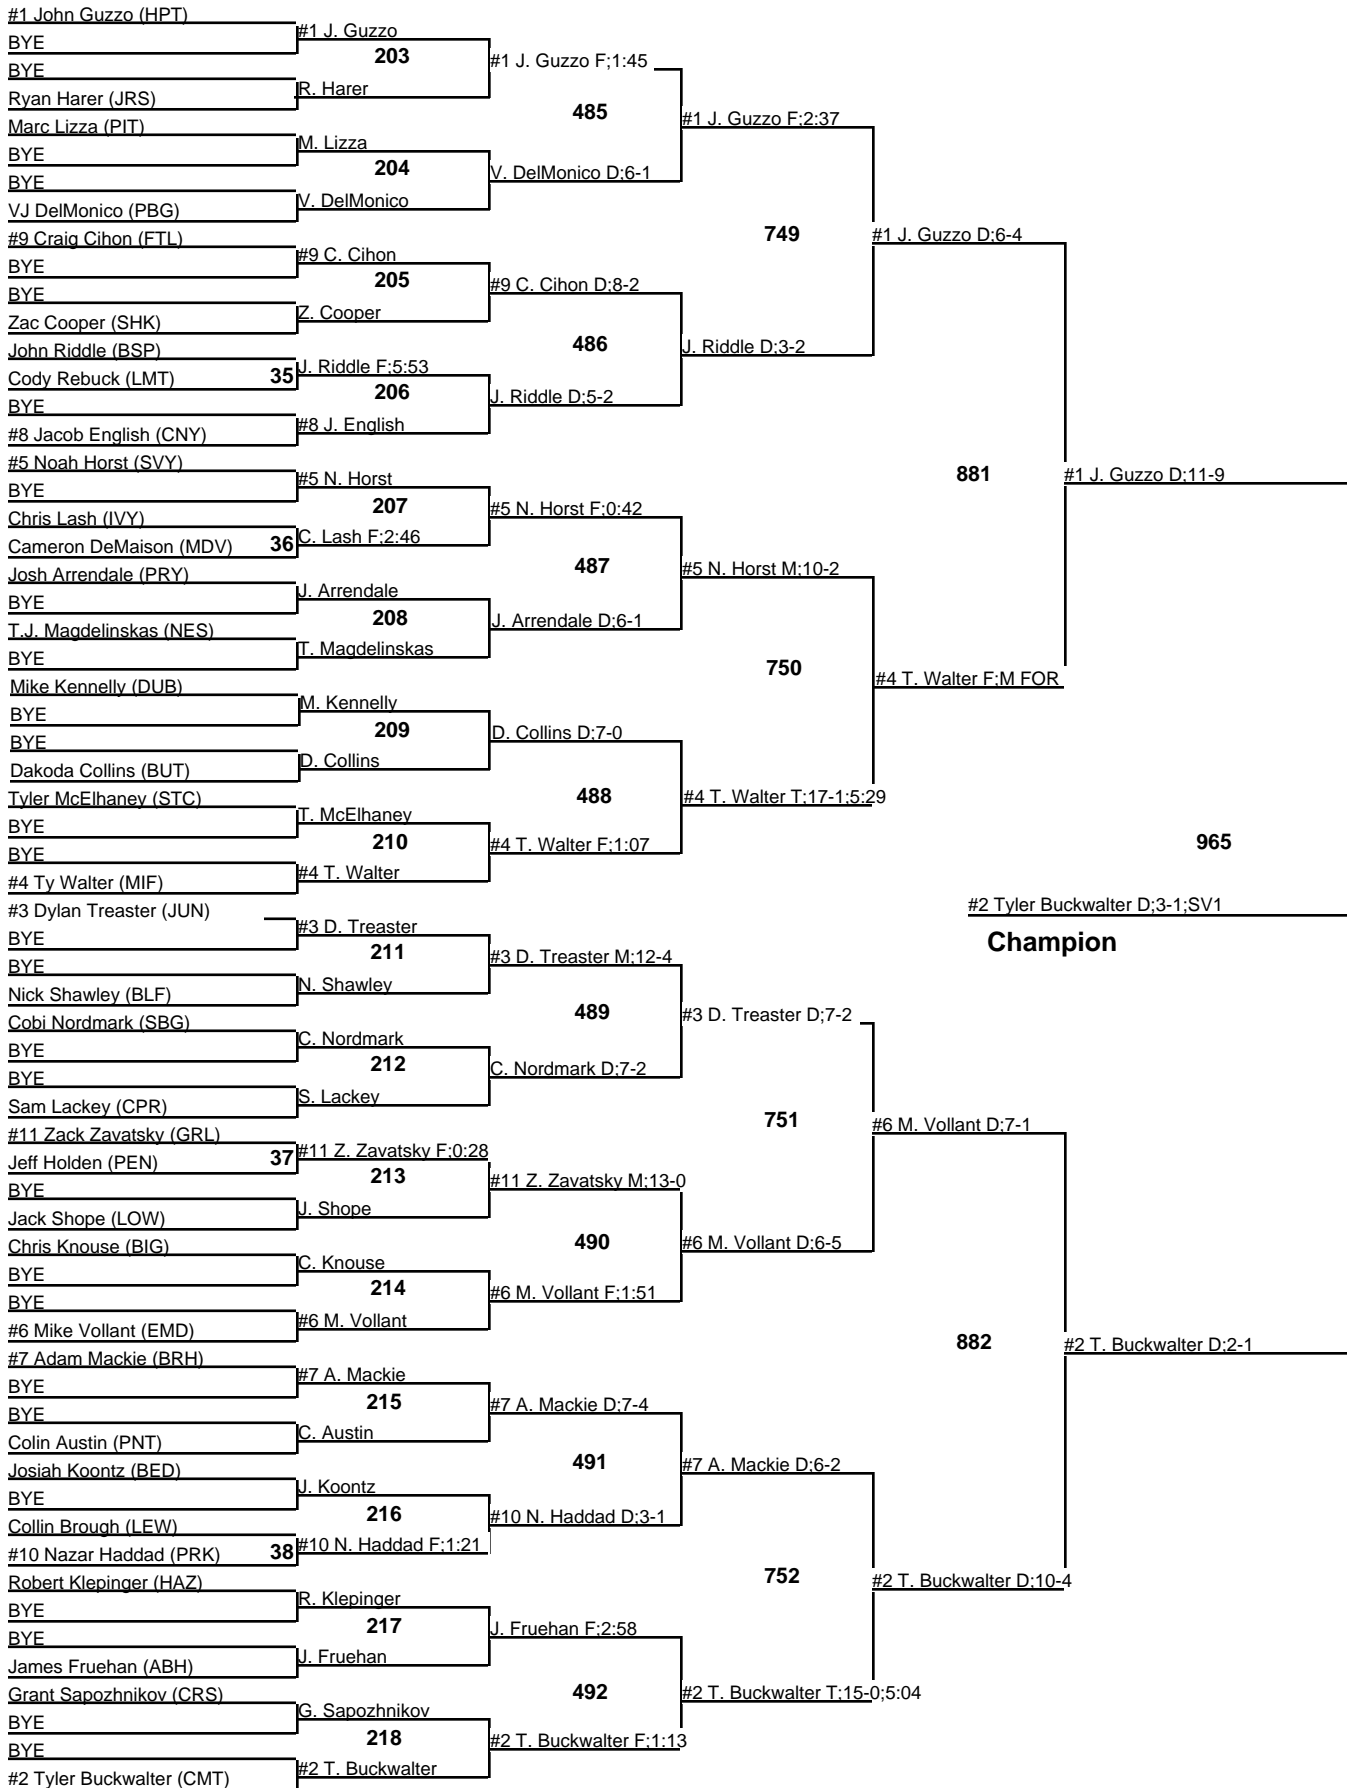 #1 John Guzzo (HPT)
BYE
BYE
Ryan Harer (JRS)
Marc Lizza (PIT)
BYE
BYE
VJ DelMonico (PBG)
#9 Craig Cihon (FTL)
BYE
BYE
Zac Cooper (SHK)
John Riddle (BSP)
Cody Rebuck (LMT)
BYE
#8 Jacob English (CNY)
#5 Noah Horst (SVY)
BYE
Chris Lash (IVY)
Cameron DeMaison (MDV)
Josh Arrendale (PRY)
BYE
T.J. Magdelinskas (NES)
BYE
Mike Kennelly (DUB)
BYE
BYE
Dakoda Collins (BUT)
Tyler McElhaney (STC)
BYE
BYE
#4 Ty Walter (MIF)
#3 Dylan Treaster (JUN)
BYE
BYE
Nick Shawley (BLF)
Cobi Nordmark (SBG)
BYE
BYE
Sam Lackey (CPR)
#11 Zack Zavatsky (GRL)
Jeff Holden (PEN)
BYE
Jack Shope (LOW)
Chris Knouse (BIG)
BYE
BYE
#6 Mike Vollant (EMD)
#7 Adam Mackie (BRH)
BYE
BYE
Colin Austin (PNT)
Josiah Koontz (BED)
BYE
Collin Brough (LEW)
#10 Nazar Haddad (PRK)
Robert Klepinger (HAZ)
BYE
BYE
James Fruehan (ABH)
Grant Sapozhnikov (CRS)
BYE
BYE
#2 Tyler Buckwalter (CMT)
35
36
37
38
#1 J. Guzzo
203
R. Harer
M. Lizza
204
V. DelMonico
#9 C. Cihon
205
Z. Cooper
J. Riddle F;5:53
206
#8 J. English
#5 N. Horst
207
C. Lash F;2:46
J. Arrendale
208
T. Magdelinskas
M. Kennelly
209
D. Collins
T. McElhaney
210
#4 T. Walter
#3 D. Treaster
211
N. Shawley
C. Nordmark
212
S. Lackey
#11 Z. Zavatsky F;0:28
213
J. Shope
C. Knouse
214
#6 M. Vollant
#7 A. Mackie
215
C. Austin
J. Koontz
216
#10 N. Haddad F;1:21
R. Klepinger
217
J. Fruehan
G. Sapozhnikov
218
#2 T. Buckwalter
#1 J. Guzzo F;1:45
485
V. DelMonico D;6-1
#9 C. Cihon D;8-2
486
J. Riddle D;5-2
#5 N. Horst F;0:42
487
J. Arrendale D;6-1
D. Collins D;7-0
488
#4 T. Walter F;1:07
#3 D. Treaster M;12-4
489
C. Nordmark D;7-2
#11 Z. Zavatsky M;13-0
490
#6 M. Vollant F;1:51
#7 A. Mackie D;7-4
491
#10 N. Haddad D;3-1
J. Fruehan F;2:58
492
#2 T. Buckwalter F;1:13
#1 J. Guzzo F;2:37
749
J. Riddle D;3-2
#5 N. Horst M;10-2
750
#4 T. Walter T;17-1;5:29
#3 D. Treaster D;7-2
751
#6 M. Vollant D;6-5
#7 A. Mackie D;6-2
752
#2 T. Buckwalter T;15-0;5:04
#1 J. Guzzo D;6-4
881
#4 T. Walter F;M FOR
#6 M. Vollant D;7-1
882
#2 T. Buckwalter D;10-4
#1 J. Guzzo D;11-9
965
#2 T. Buckwalter D;2-1
#2 Tyler Buckwalter D;3-1;SV1
Champion